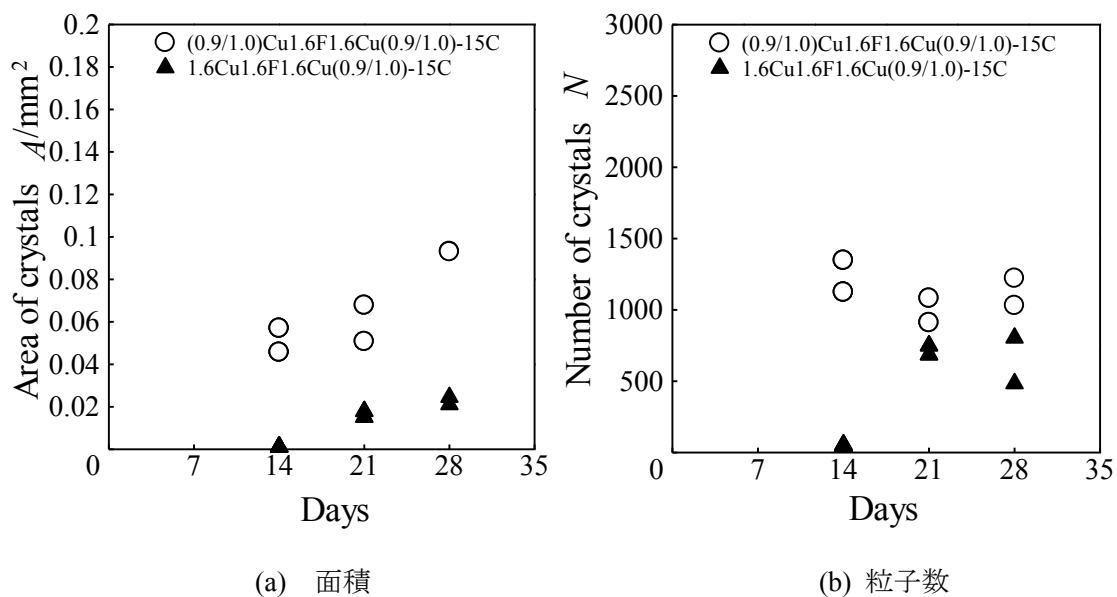 0.2
0.18
0.16
0.14
0.12
0.1
0.08
0.06
0.04
0.02
0
7
14
21
28
35
Area of crystals A/mm²
Days
(0.9/1.0)Cu1.6F1.6Cu(0.9/1.0)-15C
1.6Cu1.6F1.6Cu(0.9/1.0)-15C
(a) 面積
3000
2500
2000
1500
1000
500
0
7
14
21
28
35
Number of crystals N
Days
(0.9/1.0)Cu1.6F1.6Cu(0.9/1.0)-15C
1.6Cu1.6F1.6Cu(0.9/1.0)-15C
(b) 粒子数